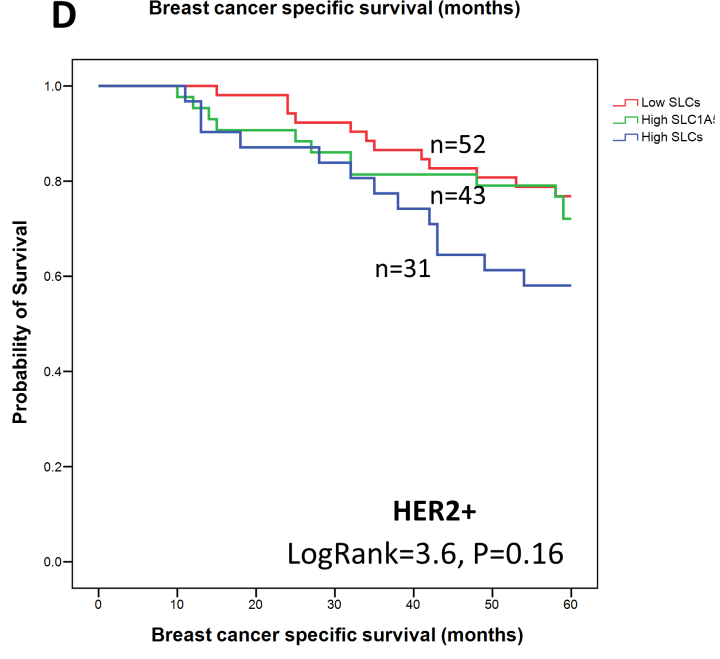 D
Breast cancer specific survival (months)
Low SLCs
High SLC1A5
High SLCs
Probability of Survival
1.0
0.8
0.6
0.4
0.2
0.0
n=52
n=43
n=31
HER2+
LogRank=3.6, P=0.16
0 10 20 30 40 50 60
Breast cancer specific survival (months)